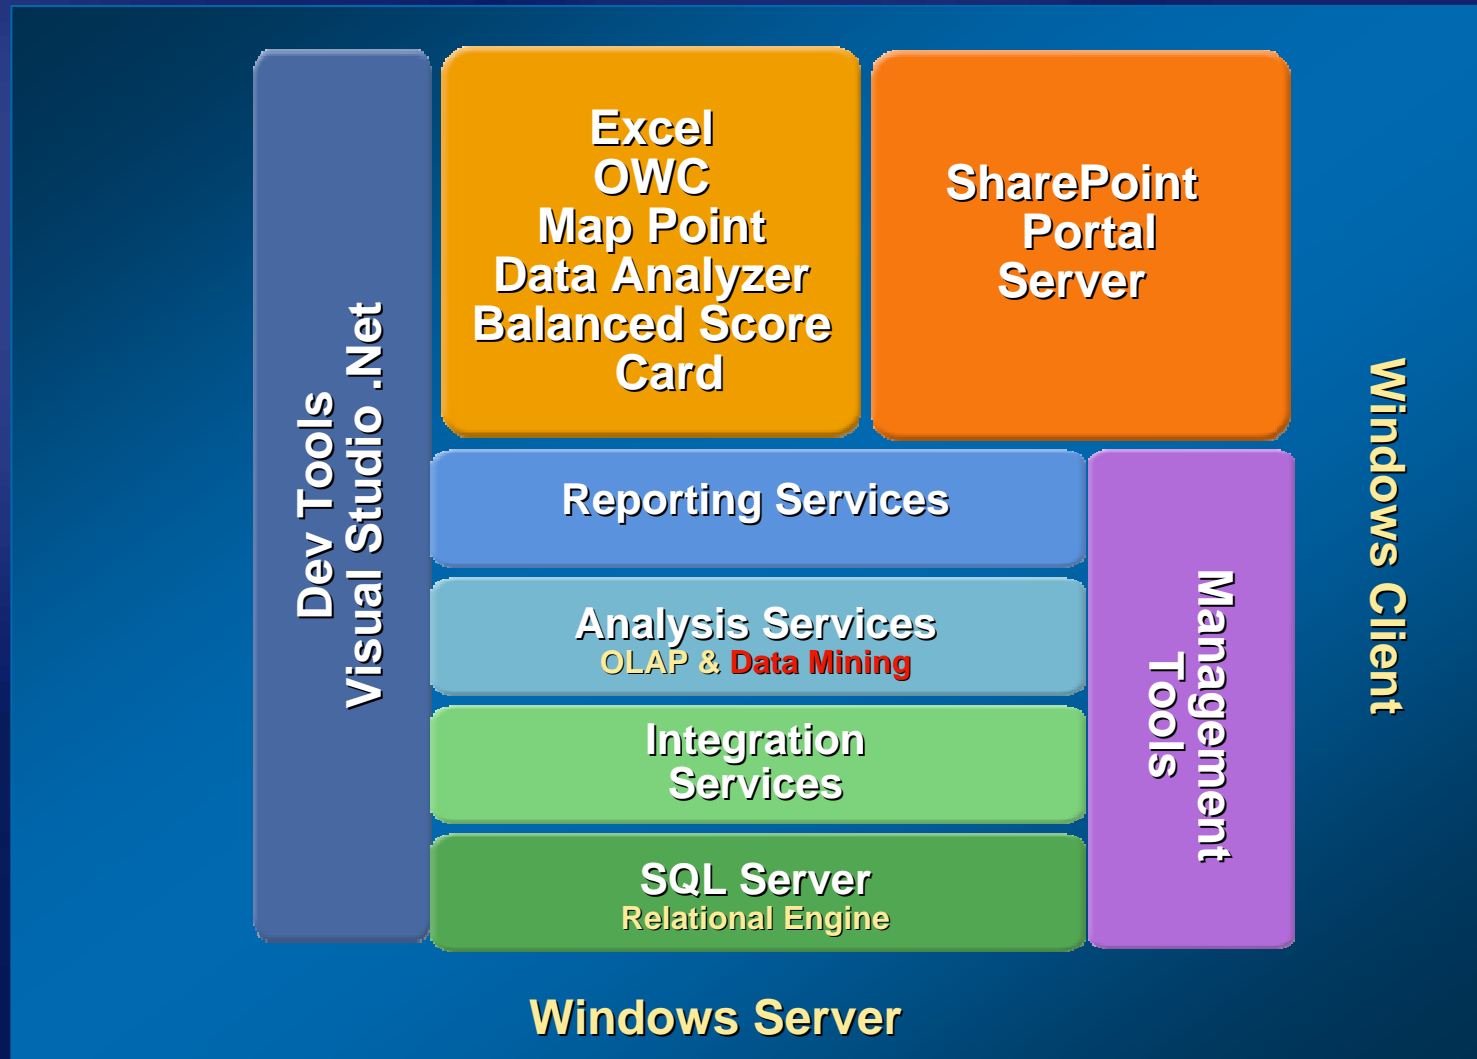 Dev Tools
Visual Studio .Net
Excel
OWC
Map Point
Data Analyzer
Balanced Score
Card
SharePoint
Portal
Server
Reporting Services
Analysis Services
OLAP & Data Mining
Integration
Services
SQL Server
Relational Engine
Management
Tools
Windows Client
Windows Server